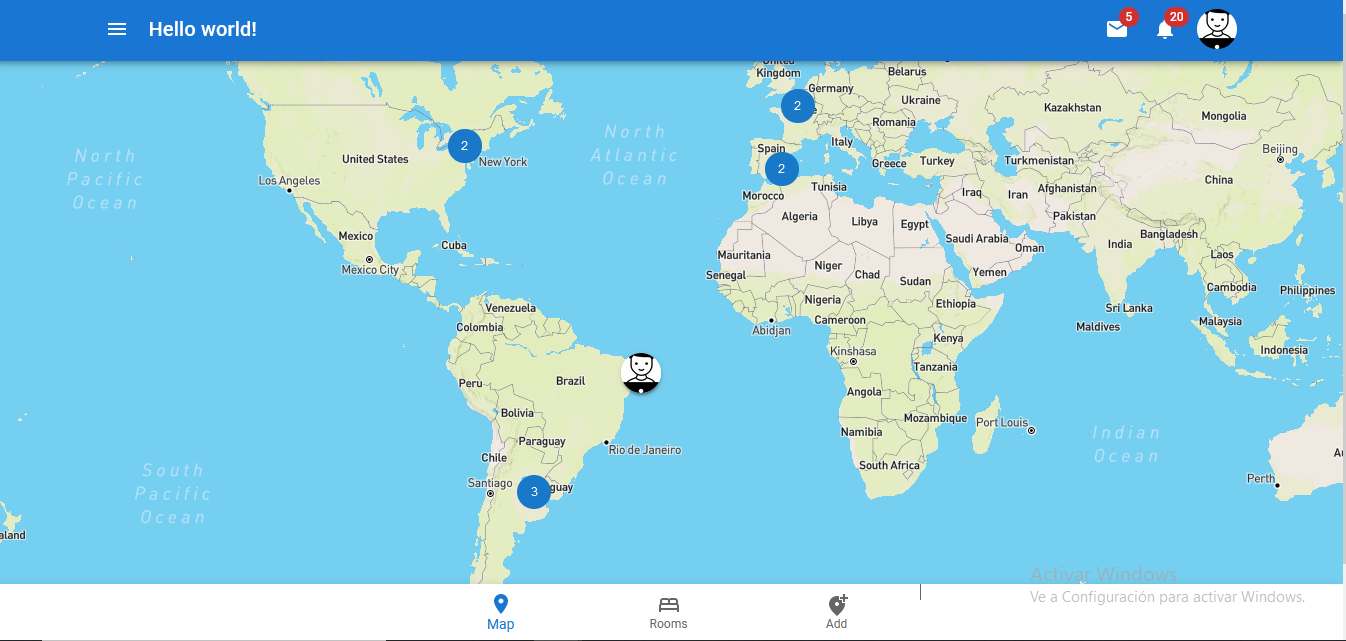 Hello world!
5
20
United
Kingdom
Belarus
Germany
2
Ukraine
Kazakhstan
Mongolia
Romania
North
Atlantic
Ocean
2
New York
United States
Italy
Spain
2
Greece
Turkey
Turkmenistan
Beijing
North
Pacific
Ocean
Los Angeles
Tunisia
Morocco
Iraq
Iran
Afghanistan
China
Pakistan
Algeria
Libya
Egypt
Mexico
Cuba
Saudi Arabia
Oman
India
Bangladesh
Mauritania
Laos
Mexico City
Senegal
Niger
Chad
Sudan
Yemen
Cambodia
Philippines
Venezuela
Nigeria
Ethiopia
Sri Lanka
Colombia
Cameroon
Abidjan
Maldives
Malaysia
Kenya
Kinshasa
Indonesia
Tanzania
Peru
Brazil
Angola
Bolivia
Mozambique
Port Louis
Namibia
Indian
Ocean
Paraguay
Rio de Janeiro
Chile
South Africa
South
Pacific
Ocean
Santiago
3
guay
Perth
aland
Activar Windows
Ve a Configuración para activar Windows.
Map
Rooms
Add